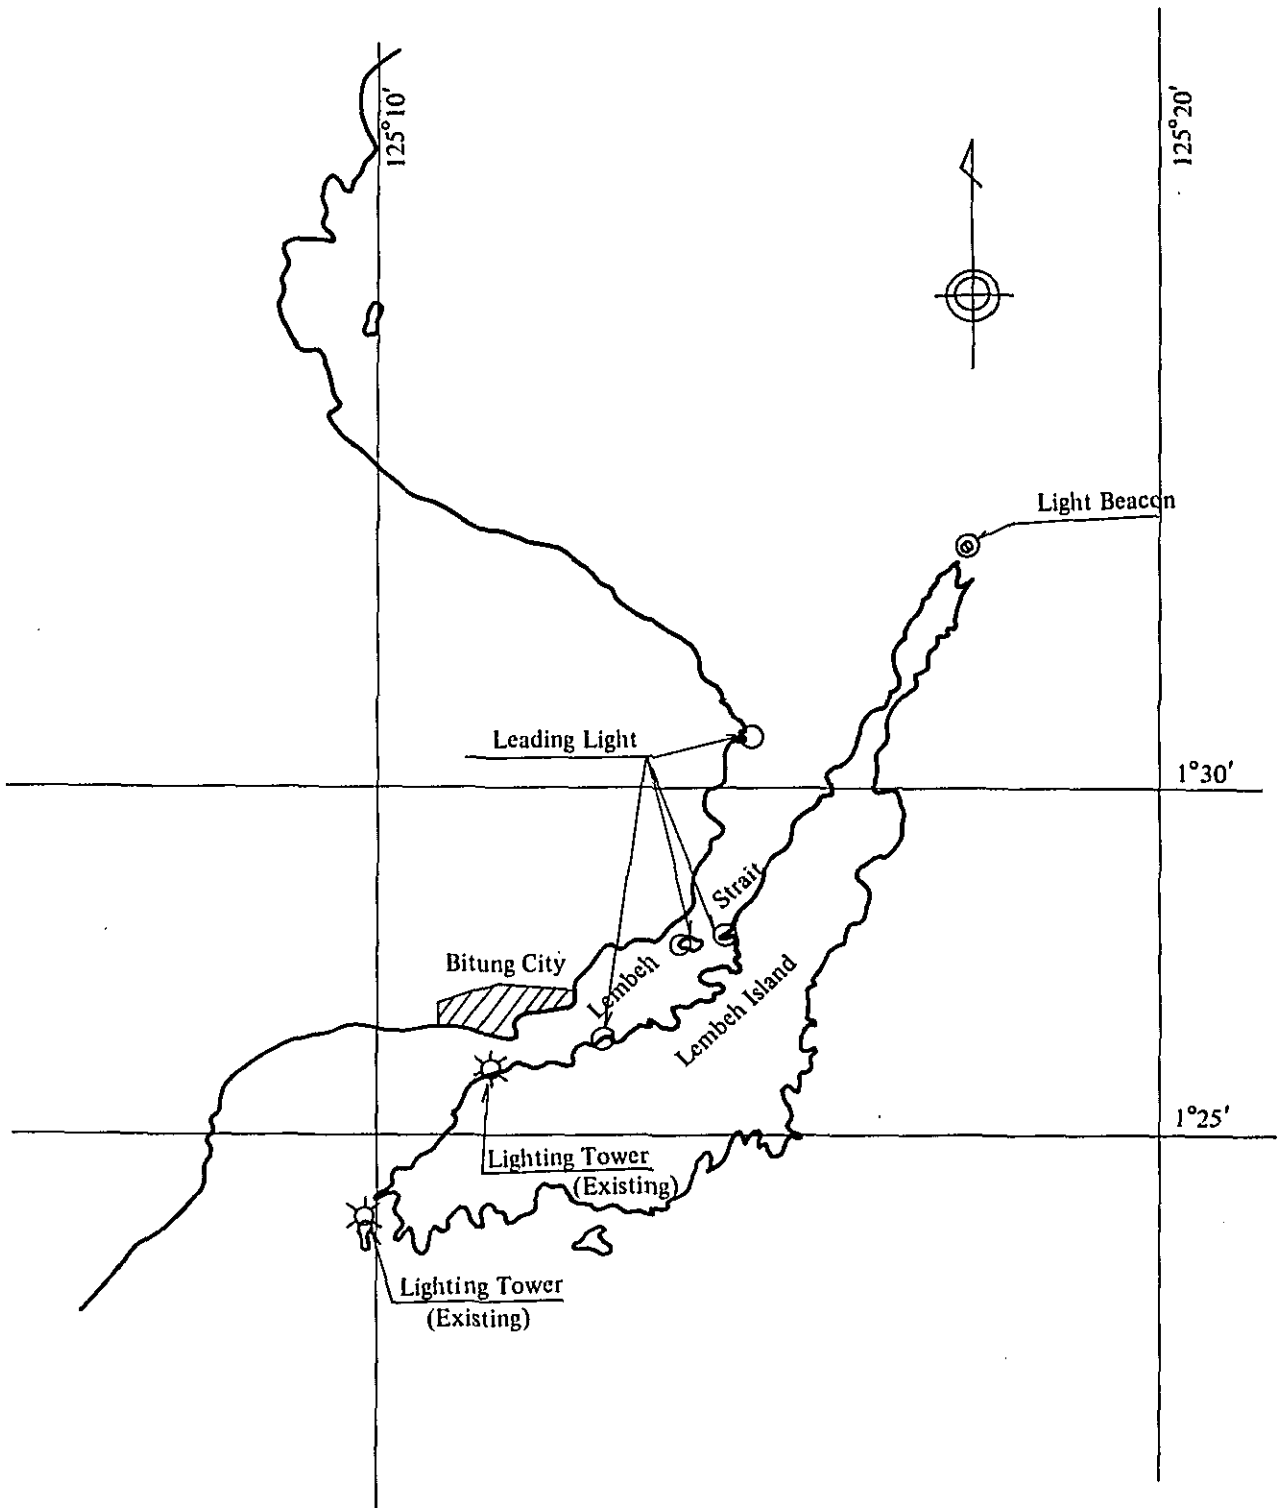 125°10'
125°20'
Light Beacon
Leading Light
1°30'
Strait
Bitung City
Lembeh
Lembeh Island
1°25'
Lighting Tower
(Existing)
Lighting Tower
(Existing)